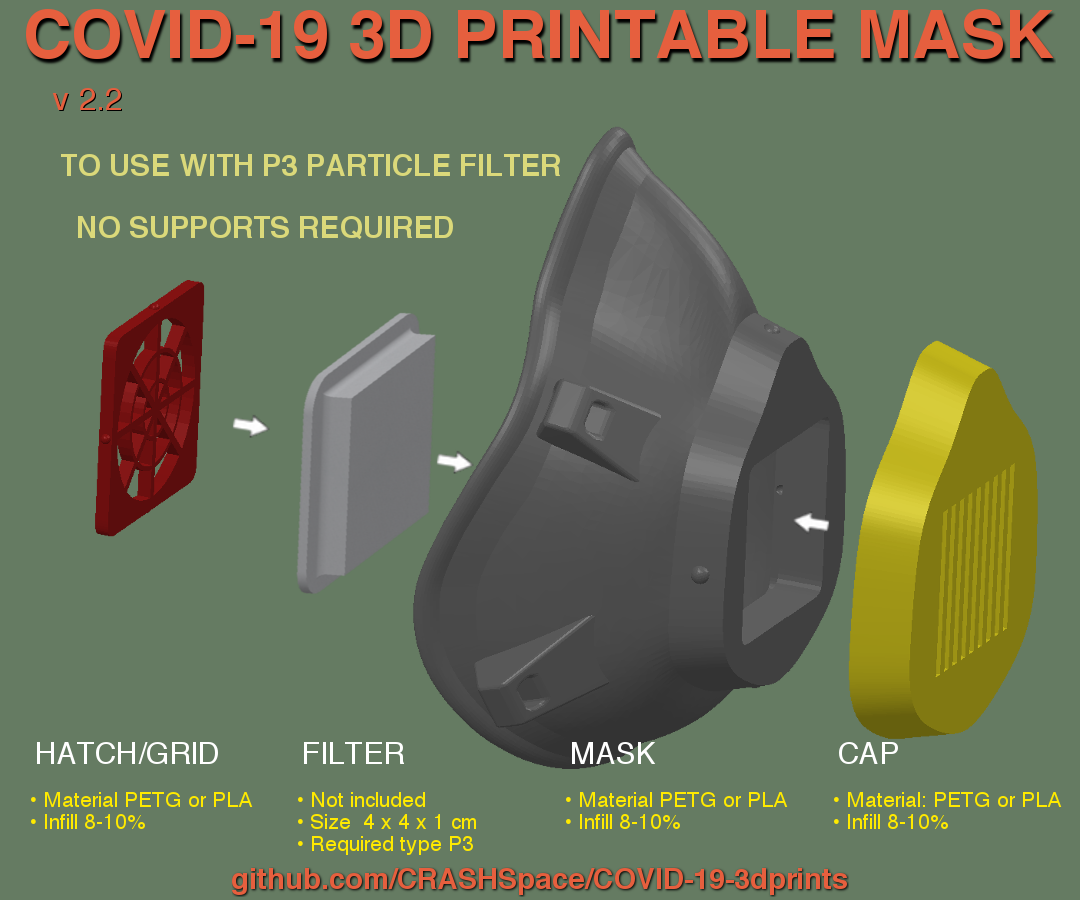 COVID-19 3D PRINTABLE MASK
v 2.2
TO USE WITH P3 PARTICLE FILTER
NO SUPPORTS REQUIRED
HATCH/GRID
• Material PETG or PLA
• Infill 8-10%
FILTER
• Not included
• Size 4 x 4 x 1 cm
• Required type P3
MASK
• Material PETG or PLA
• Infill 8-10%
CAP
• Material: PETG or PLA
• Infill 8-10%
github.com/CRASHSpace/COVID-19-3dprints